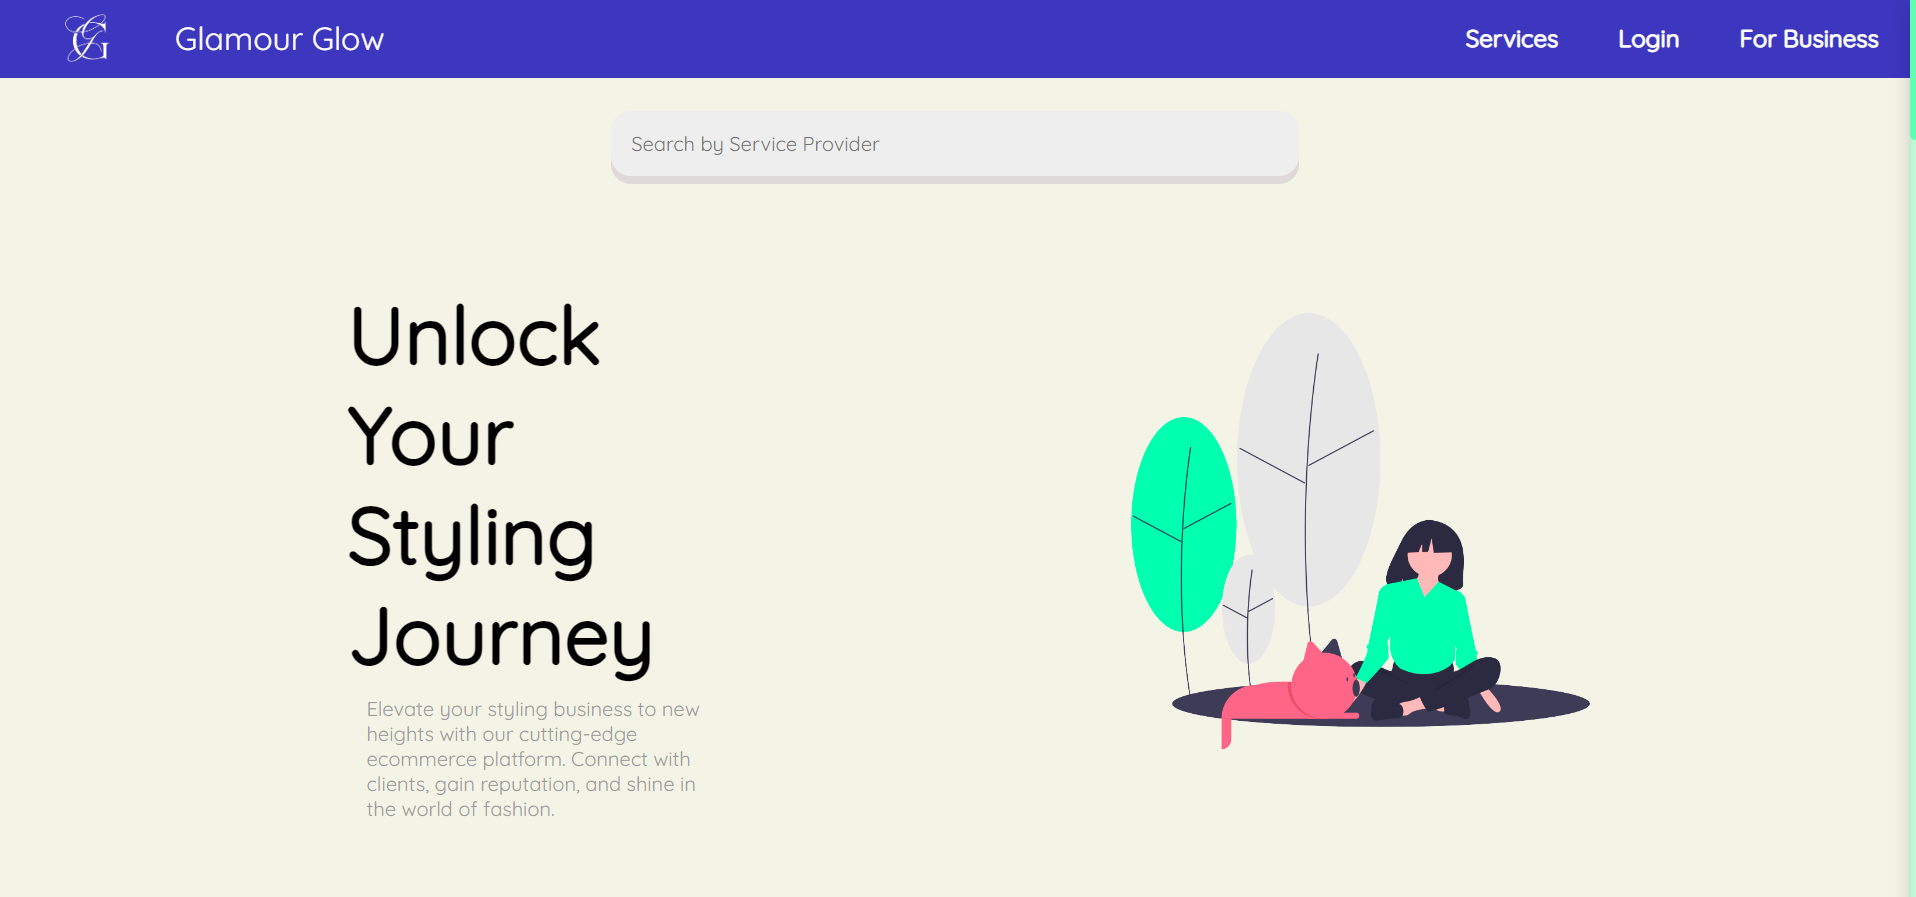 Glamour Glow
Services Login For Business
Search by Service Provider
Unlock
Your
Styling
Journey
Elevate your styling business to new
heights with our cutting-edge
ecommerce platform. Connect with
clients, gain reputation, and shine in
the world of fashion.